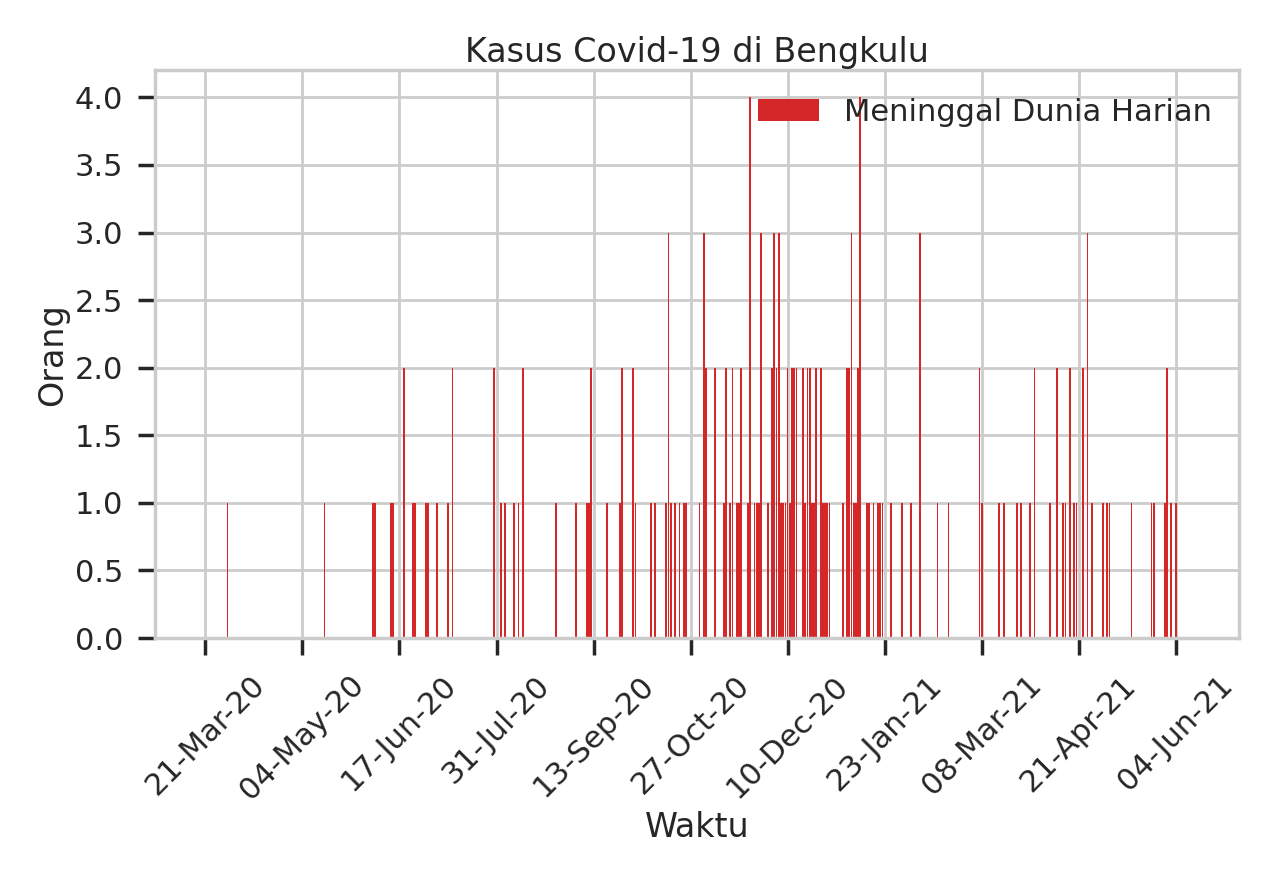 Kasus Covid-19 di Bengkulu
Meninggal Dunia Harian
Orang
4.0
3.5
3.0
2.5
2.0
1.5
1.0
0.5
0.0
21-Mar-20
04-May-20
17-Jun-20
31-Jul-20
13-Sep-20
27-Oct-20
10-Dec-20
23-Jan-21
08-Mar-21
21-Apr-21
04-Jun-21
Waktu